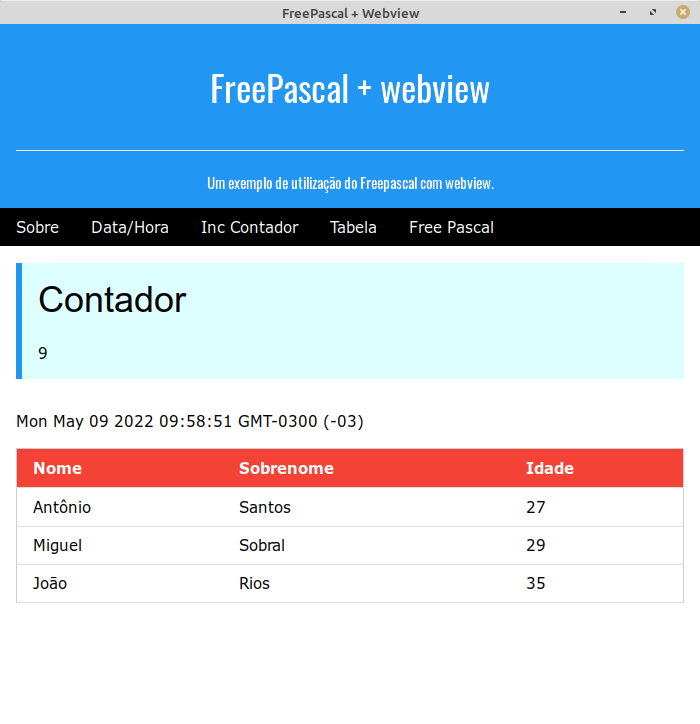 FreePascal + Webview
FreePascal + webview
Um exemplo de utilização do Freepascal com webview.
Sobre Data/Hora Inc Contador Tabela Free Pascal
Contador
9
Mon May 09 2022 09:58:51 GMT-0300 (-03)
Nome Sobrenome Idade
Antônio Santos 27
Miguel Sobral 29
João Rios 35